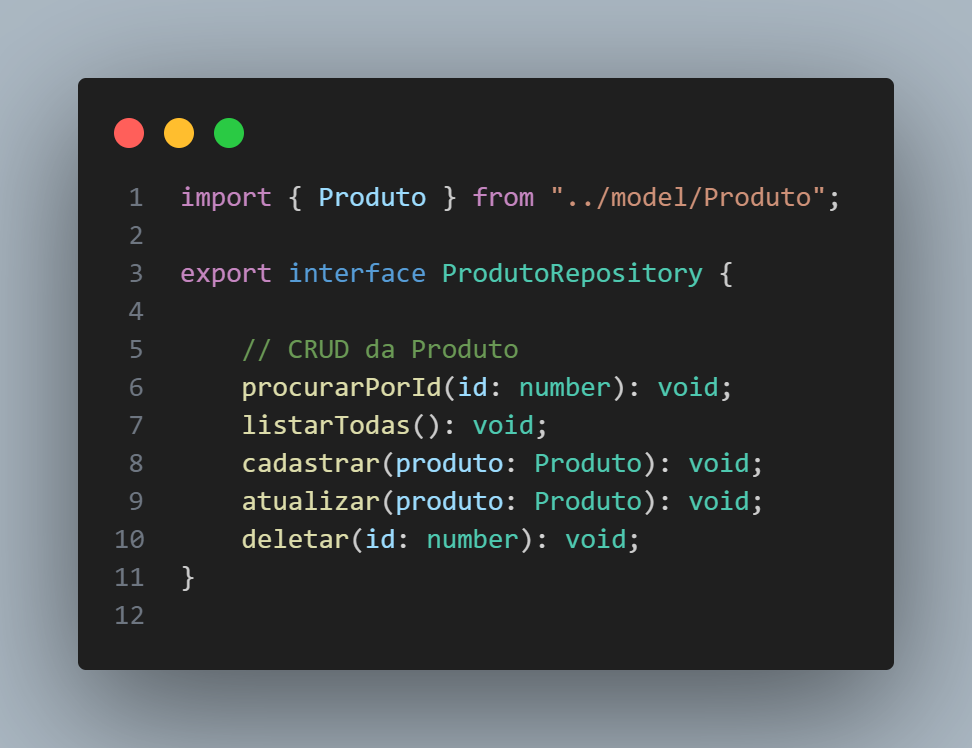 1 import { Produto } from "../model/Produto";
2
3 export interface ProdutoRepository {
4
5     // CRUD da Produto
6     procurarPorId(id: number): void;
7     listarTodas(): void;
8     cadastrar(produto: Produto): void;
9     atualizar(produto: Produto): void;
10     deletar(id: number): void;
11 }
12